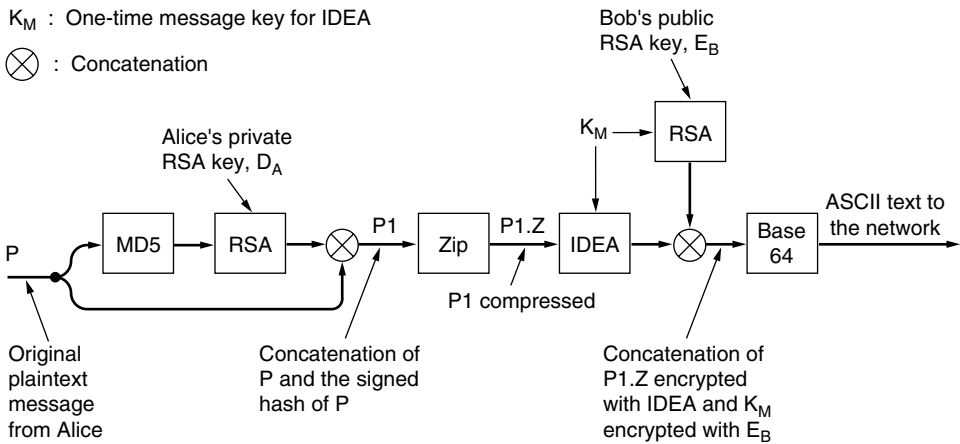 K_M : One-time message key for IDEA
: Concatenation
Bob's public
RSA key, E_B
Alice's private
RSA key, D_A
K_M
RSA
ASCII text to
the network
P
MD5
RSA
P1
Zip
P1.Z
IDEA
Base
64
P1 compressed
Original
plaintext
message
from Alice
Concatenation of
P and the signed
hash of P
Concatenation of
P1.Z encrypted
with IDEA and K_M
encrypted with E_B